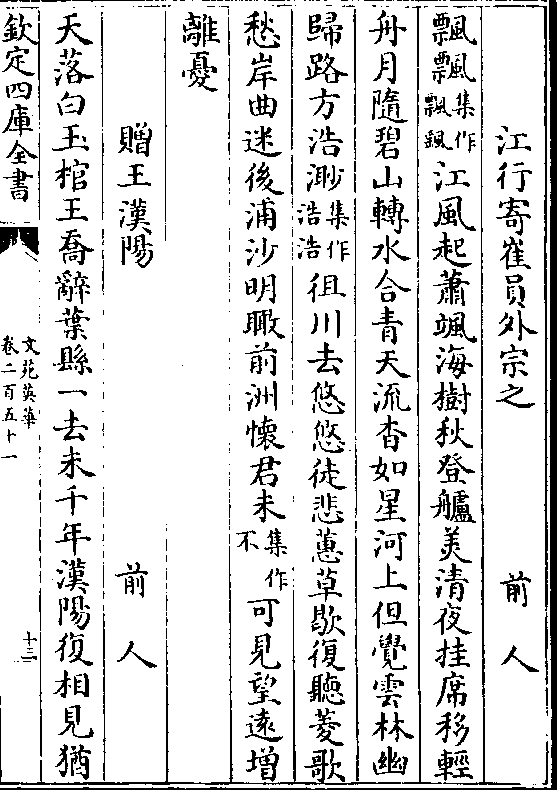 江行寄崔員外宗之　前人
飄飄集作飄颻江風起蕭颯海樹秋登艫美清夜挂席移輕
舟月隨碧山轉水合青天流杳如星河上但覺雲林幽
歸路方浩渺集作浩浩徂川去悠悠徒悲蕙草歇復聽菱歌
愁岸曲迷後浦沙明瞰前洲懷君未集作不可見望遠增
離憂
贈王漢陽　前人
天落白玉棺王喬辭葉縣一去未千年漢陽復相見猶
欽定四庫全書
文苑英華
卷二百五十一
十三